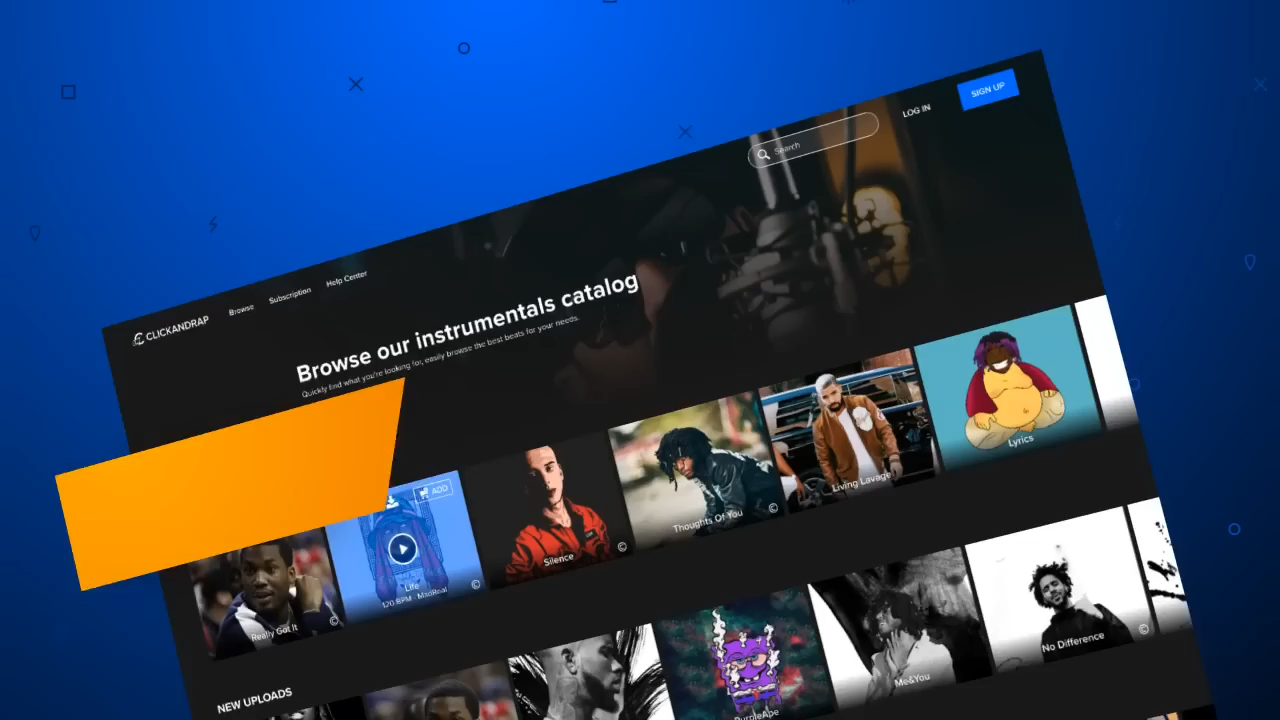 SIGN UP
LOG IN
Search
CLICKANDRAP
Browse
Subscription
Help Center
Browse our instrumentals catalog
Quickly find what you're looking for, easily browse the best beats for your needs.
ADD
Really Got It
Life
120 BPM - MadReal
Silence
Thoughts Of You
Living Lavage
Lyrics
NEW UPLOADS
PurpleApe
Me&You
No Difference